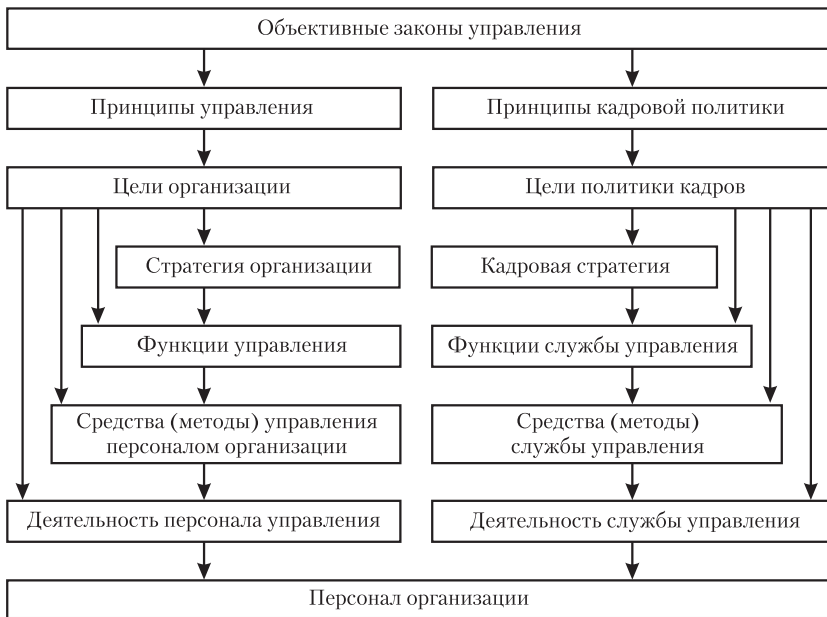 Объективные законы управления
Принципы управления
Принципы кадровой политики
Цели организации
Цели политики кадров
Стратегия организации
Кадровая стратегия
Функции управления
Функции службы управления
Средства (методы) управления
персоналом организации
Средства (методы)
службы управления
Деятельность персонала управления
Деятельность службы управления
Персонал организации